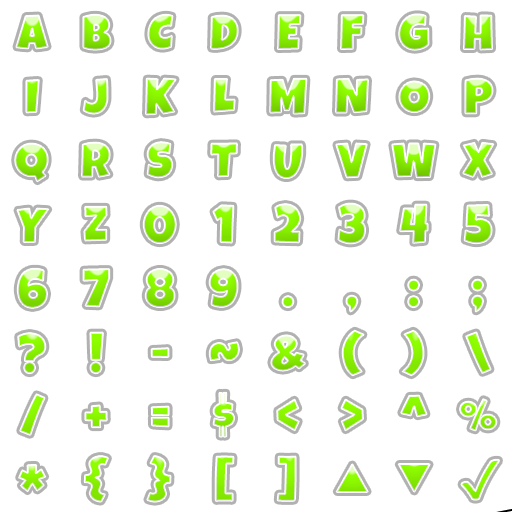 A B C D E F G H
I J K L M N O P
Q R S T U V W X
Y Z 0 1 2 3 4 5
6 7 8 9 . , : ;
? ! - ~ & ( ) \
/ + = $ < > ^ %
* { } [ ] ▲ ▼ ✓